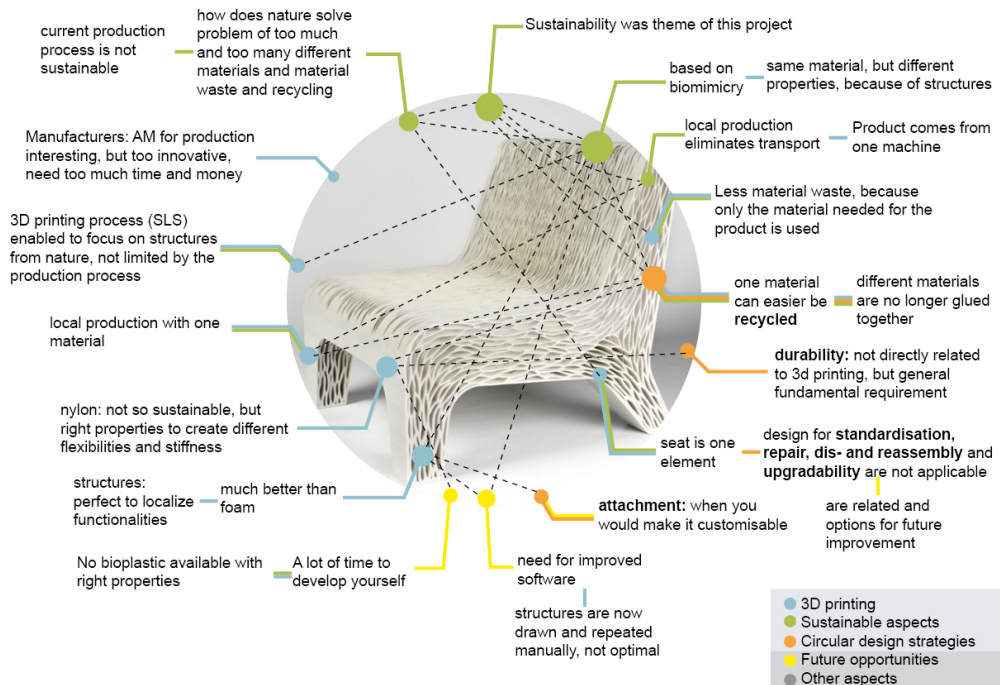 current production
process is not
sustainable
how does nature solve
problem of too much
and too many different
materials and material
waste and recycling
Sustainability was theme of this project
based on
biomimicry
same material, but different
properties, because of structures
Manufacturers: AM for production
interesting, but too innovative,
need too much time and money
local production
eliminates transport
Product comes from
one machine
Less material waste, because
only the material needed for the
product is used
3D printing process (SLS)
enabled to focus on structures
from nature, not limited by the
production process
one material
can easier be
recycled
different materials
are no longer glued
together
local production with one
material
durability: not directly related
to 3d printing, but general
fundamental requirement
nylon: not so sustainable, but
right properties to create different
flexibilities and stiffness
seat is one
element
design for standardisation,
repair, dis- and reassembly and
upgradability are not applicable
structures:
perfect to localize
functionalities
much better than
foam
attachment: when you
would make it customisable
are related and
options for future
improvement
No bioplastic available with
right properties
A lot of time to
develop yourself
need for improved
software
structures are now
drawn and repeated
manually, not optimal
3D printing
Sustainable aspects
Circular design strategies
Future opportunities
Other aspects